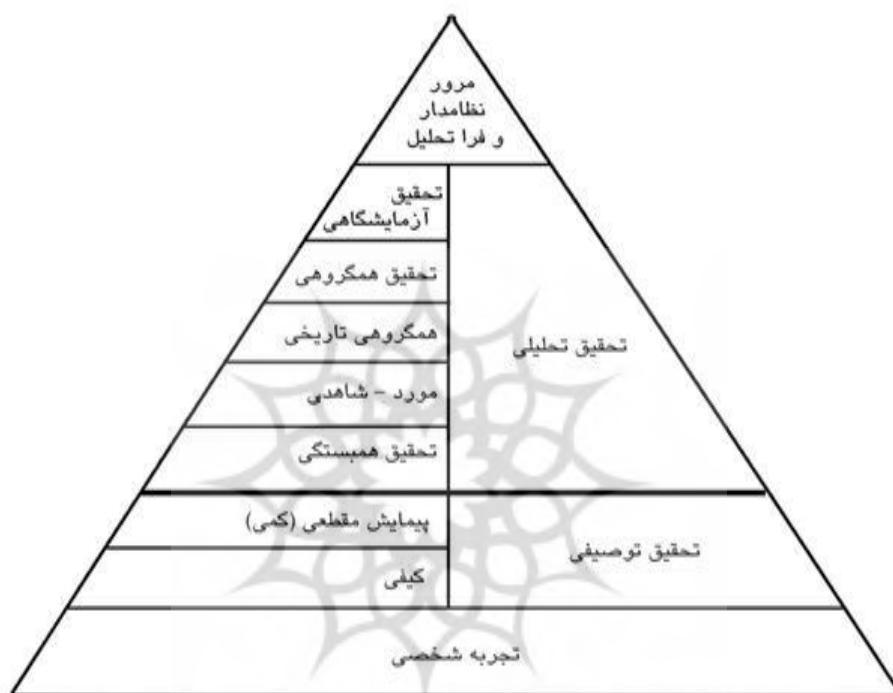 مرور
نظامدار
و فرا تحلیل
تحقیق
آزمایشگاهی
تحقیق همگروهی
همگروهی تاریخی
مورد - شاهدی
تحقیق همبستگی
تحقیق تحلیلی
پیمایش مقطعی (کمی)
کیفی
تحقیق توصیفی
تجربه شخصی